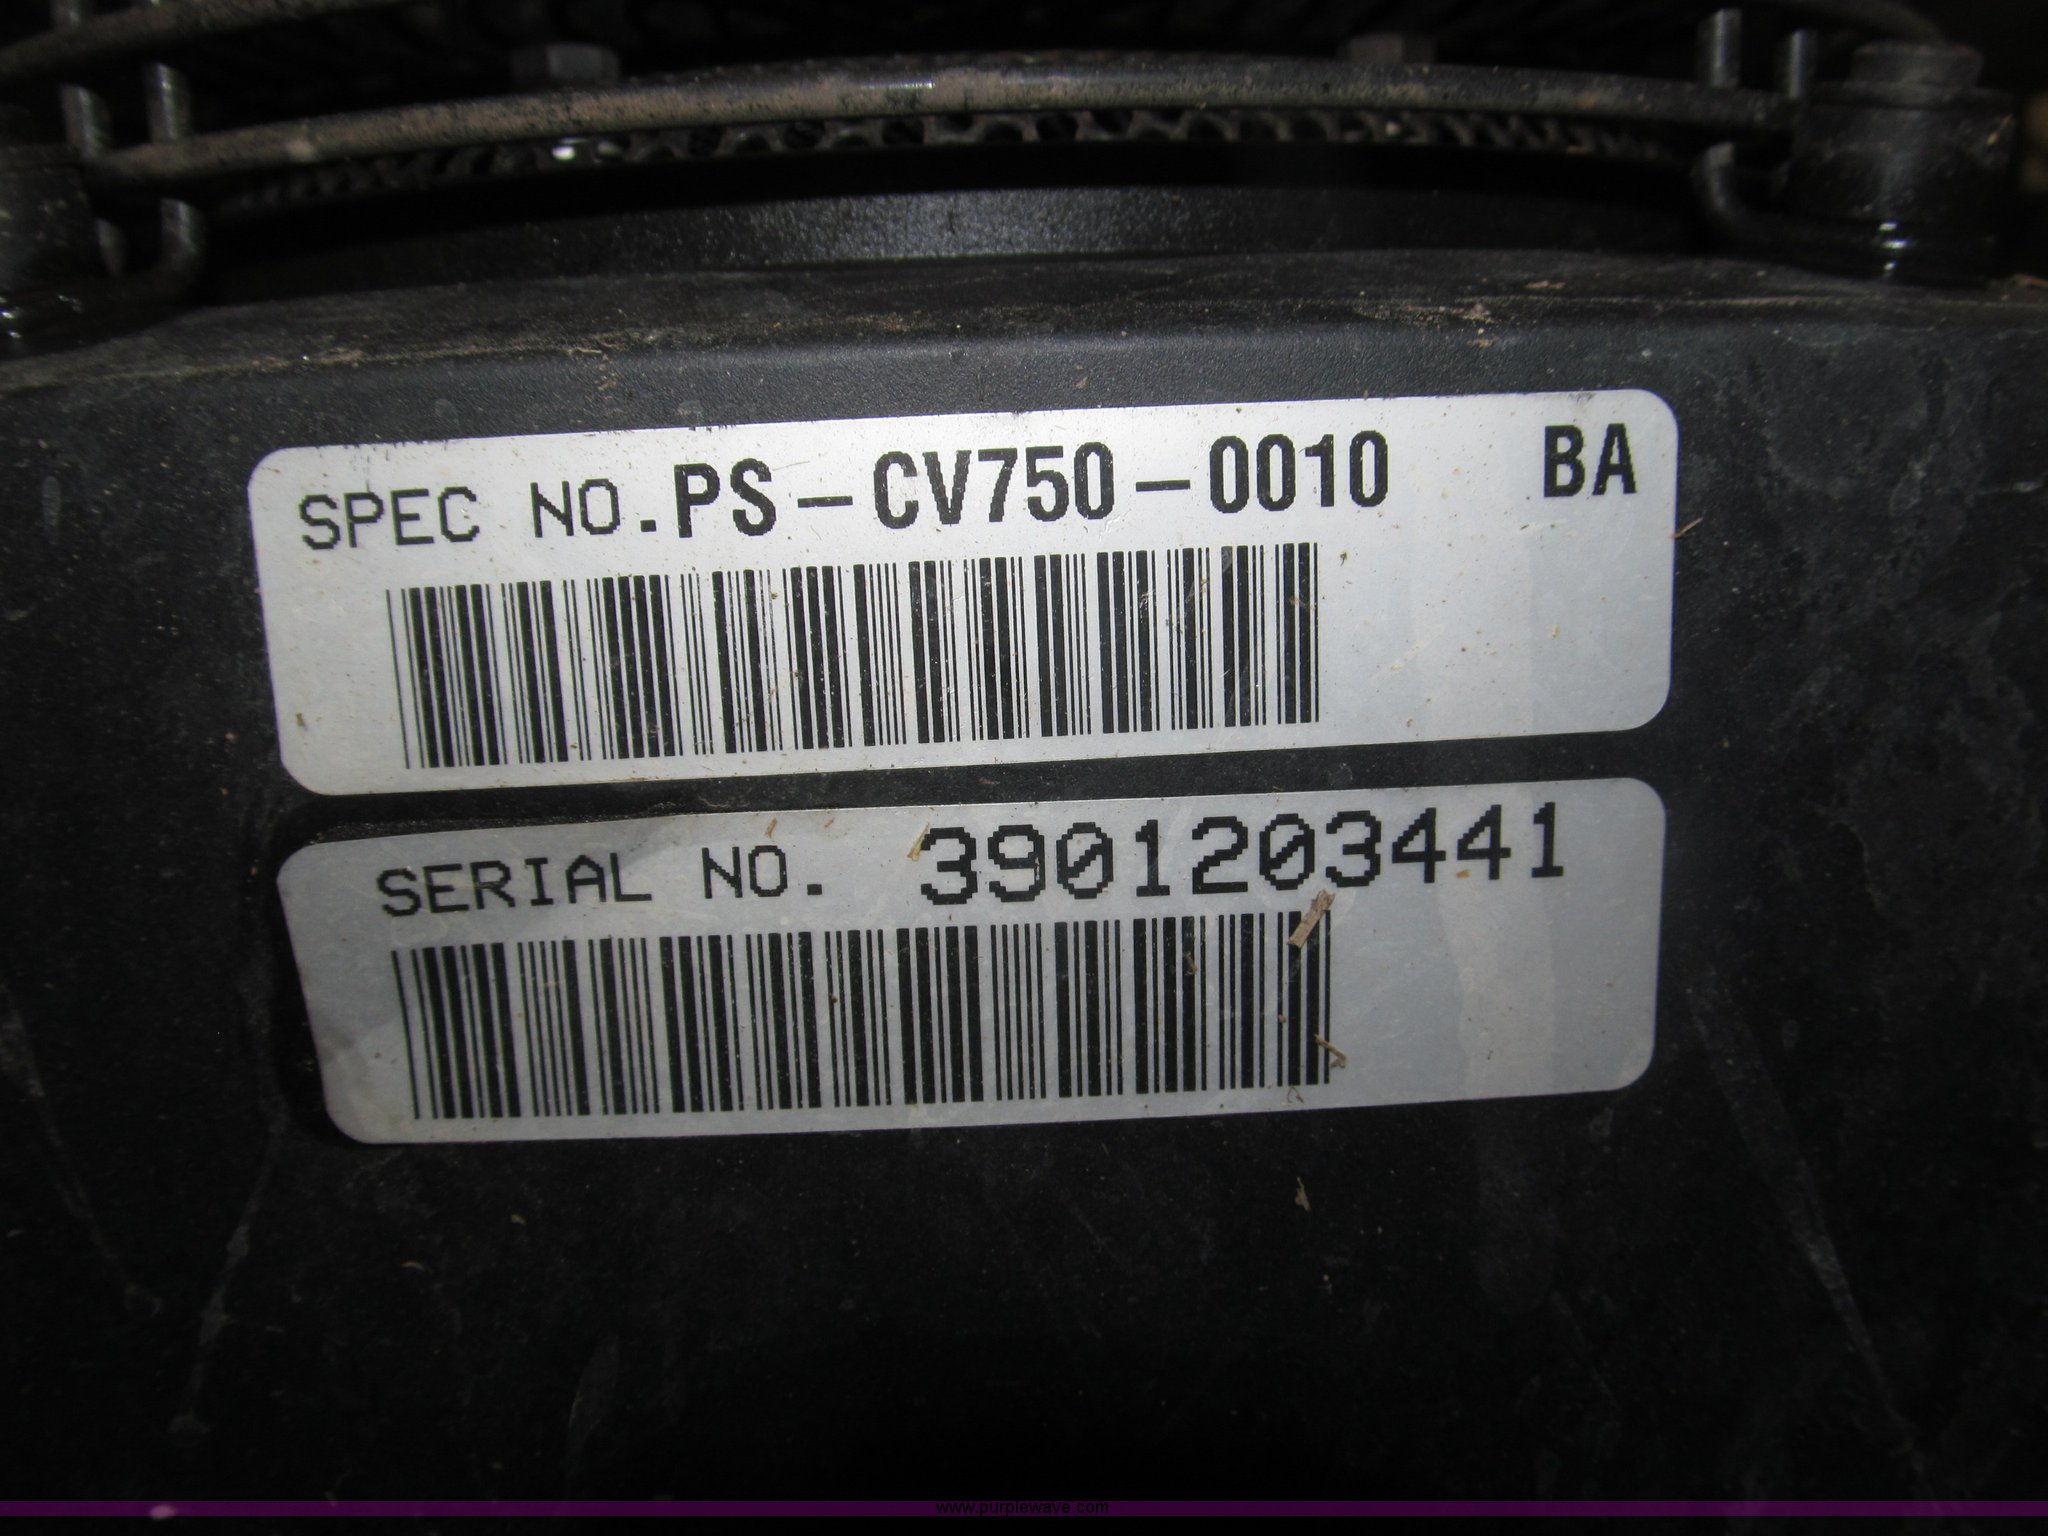 SPEC NO. PS-CV750-0010 BA
SERIAL NO. 3901203441
www.purplewave.com